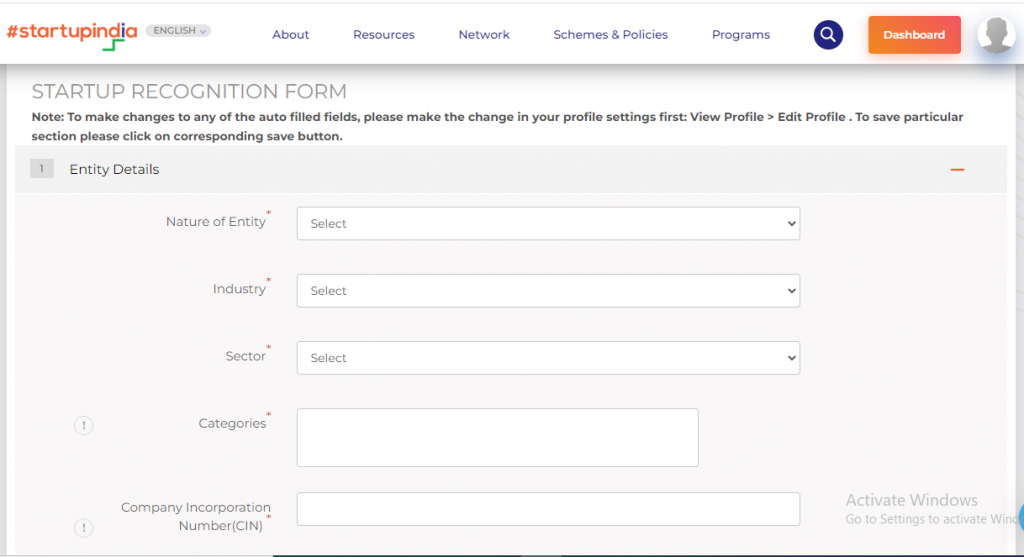 #startupindia ENGLISH About Resources Network Schemes & Policies Programs Dashboard
STARTUP RECOGNITION FORM
Note: To make changes to any of the auto filled fields, please make the change in your profile settings first: View Profile > Edit Profile . To save particular
section please click on corresponding save button.
1 Entity Details
Nature of Entity* Select
Industry* Select
Sector* Select
! Categories*
Company Incorporation
! Number(CIN) *
Activate Windows
Go to Settings to activate Wind